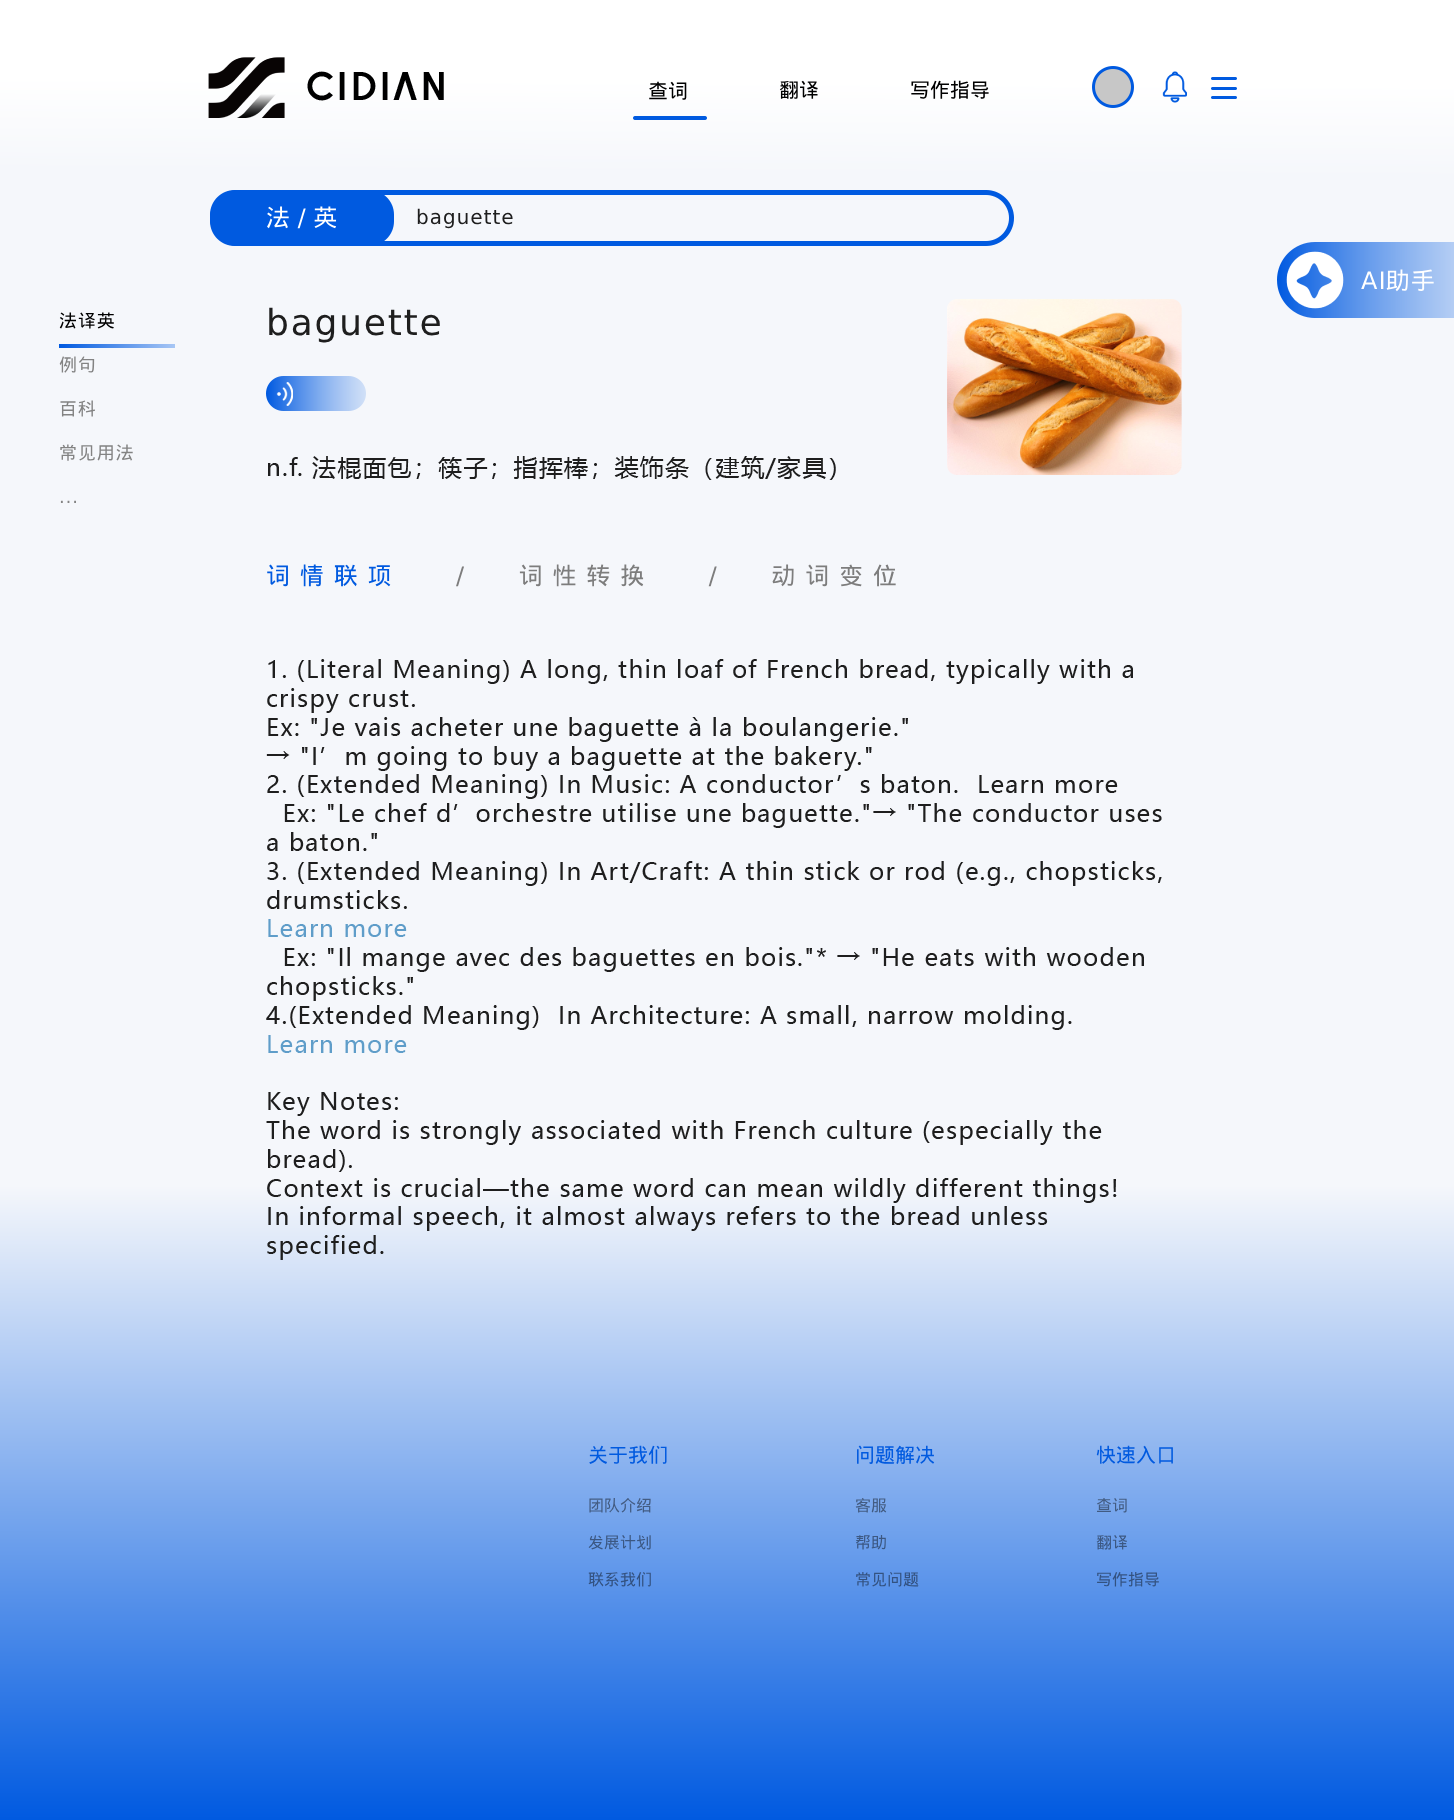 CIDIAN
查词
翻译
写作指导
法 / 英
baguette
AI助手
法译英
例句
百科
常见用法
...
baguette
n.f. 法棍面包；筷子；指挥棒；装饰条（建筑/家具）
词情联项 / 词性转换 / 动词变位
1. (Literal Meaning) A long, thin loaf of French bread, typically with a
crispy crust.
Ex: "Je vais acheter une baguette à la boulangerie."
→ "I’m going to buy a baguette at the bakery."
2. (Extended Meaning) In Music: A conductor’s baton.  Learn more
Ex: "Le chef d’orchestre utilise une baguette."→ "The conductor uses
a baton."
3. (Extended Meaning) In Art/Craft: A thin stick or rod (e.g., chopsticks,
drumsticks.
Learn more
Ex: "Il mange avec des baguettes en bois."* → "He eats with wooden
chopsticks."
4.(Extended Meaning)  In Architecture: A small, narrow molding.
Learn more
Key Notes:
The word is strongly associated with French culture (especially the
bread).
Context is crucial—the same word can mean wildly different things!
In informal speech, it almost always refers to the bread unless
specified.
关于我们
团队介绍
发展计划
联系我们
问题解决
客服
帮助
常见问题
快速入口
查词
翻译
写作指导